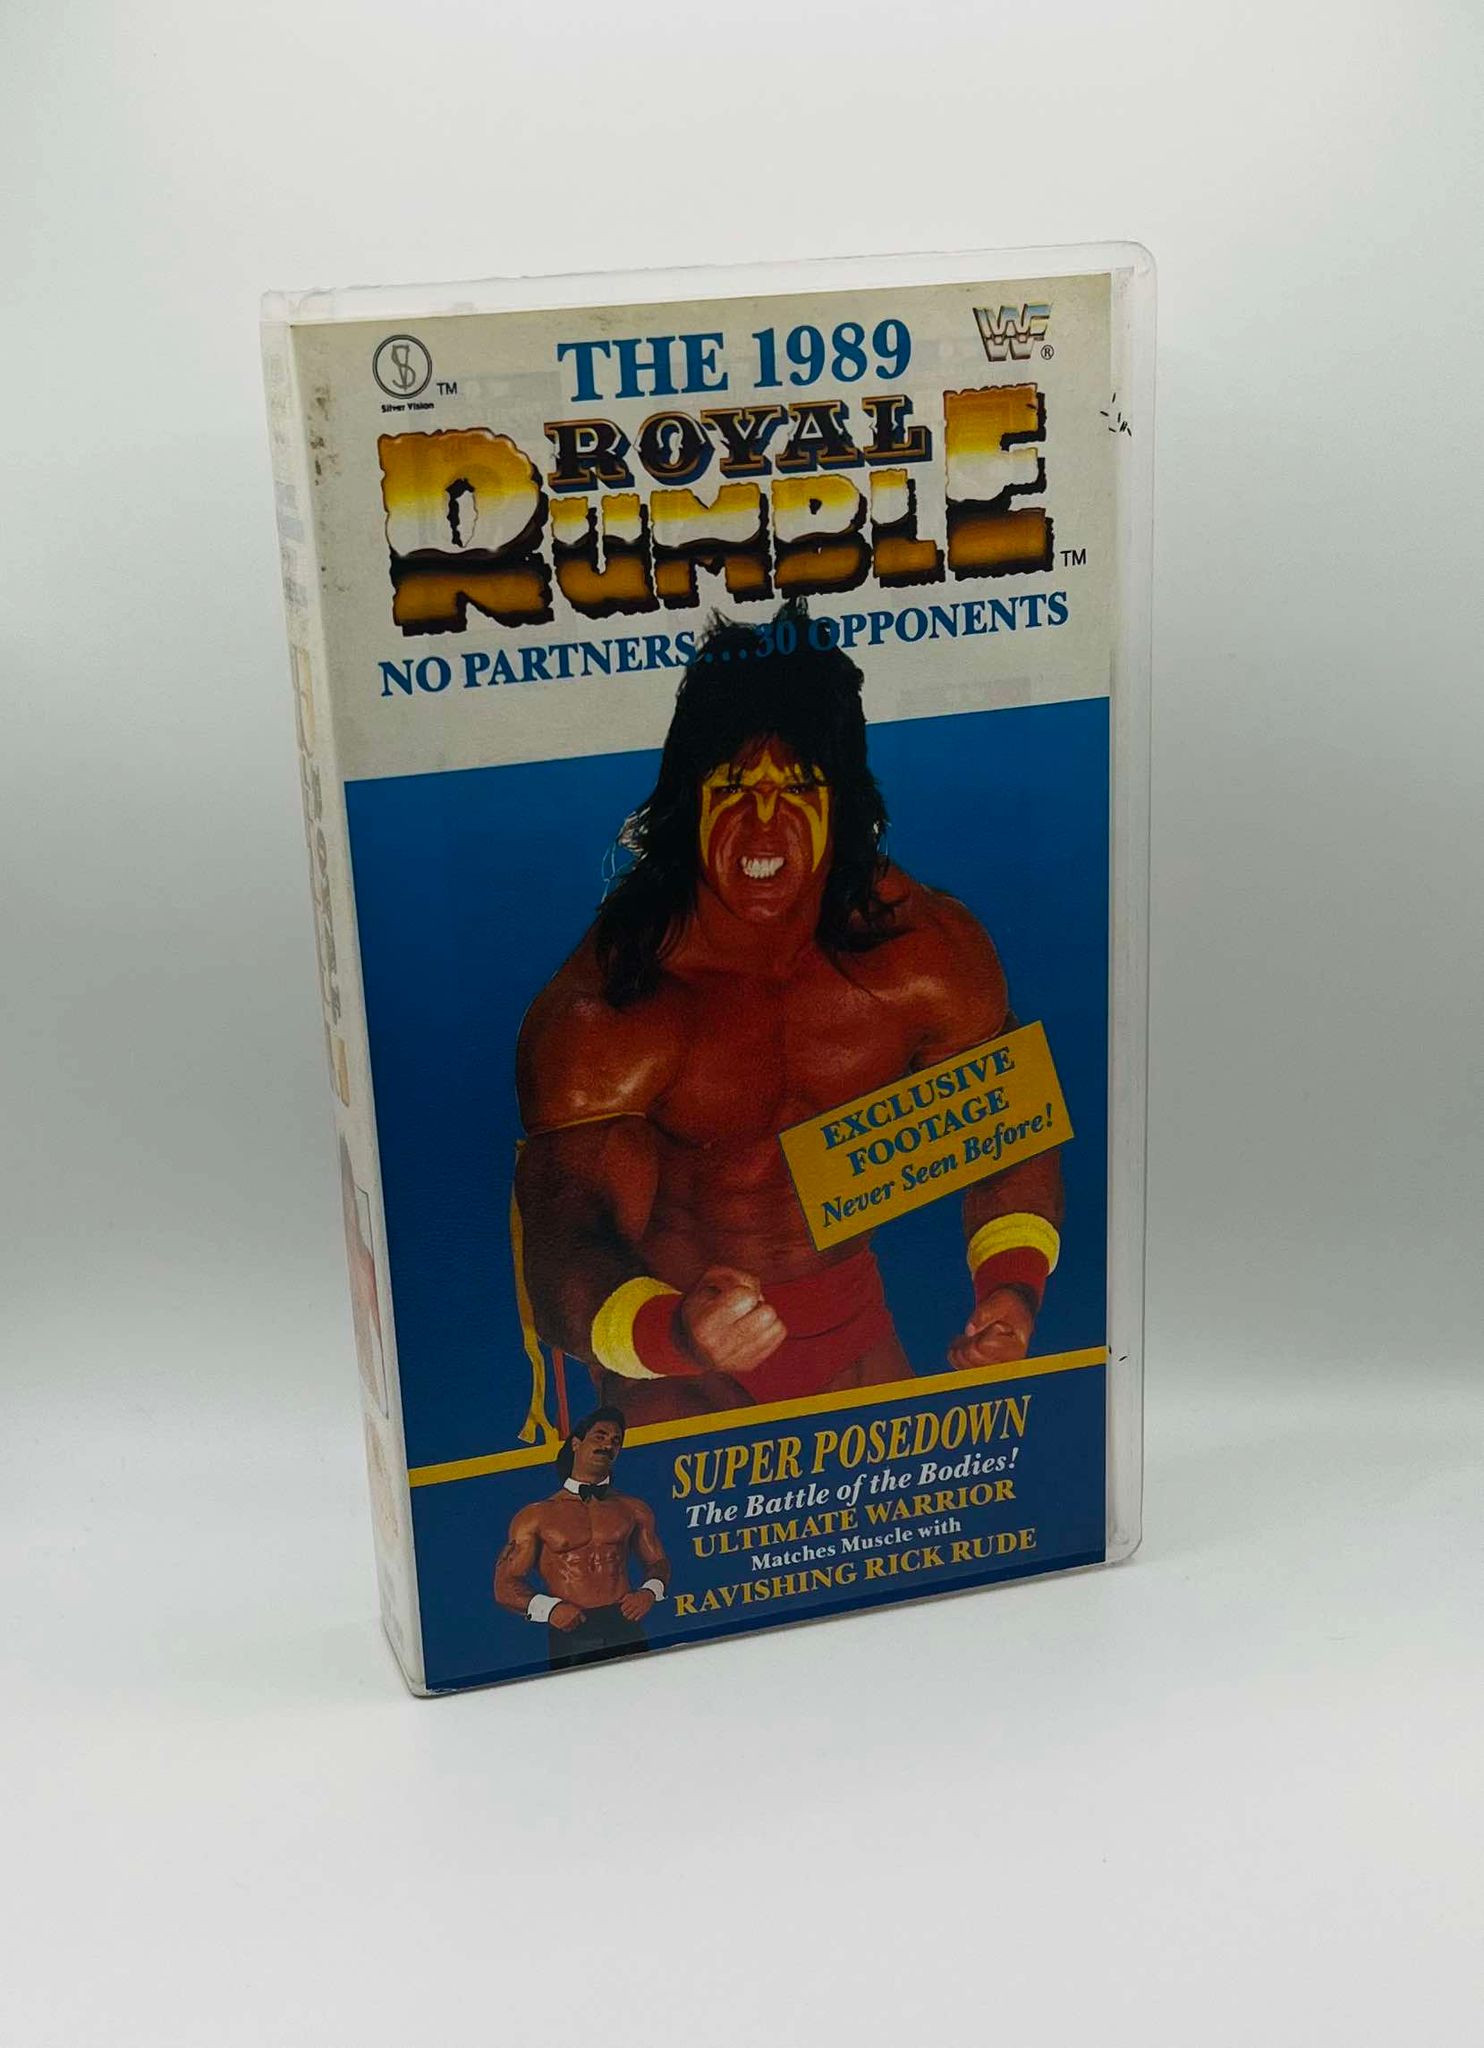 THE 1989
WF®
S
TM
Silver Vision
ROYAL
RUMBLE
TM
NO PARTNERS...30 OPPONENTS
EXCLUSIVE
FOOTAGE
Never Seen Before!
SUPER POSEDOWN
The Battle of the Bodies!
ULTIMATE WARRIOR
Matches Muscle with
RAVISHING RICK RUDE